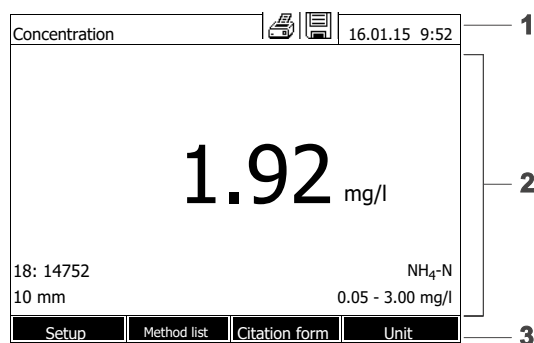 Concentration 16.01.15 9:52 1
1.92 mg/l
2
18: 14752 NH₄-N
10 mm 0.05 - 3.00 mg/l
Setup Method list Citation form Unit 3